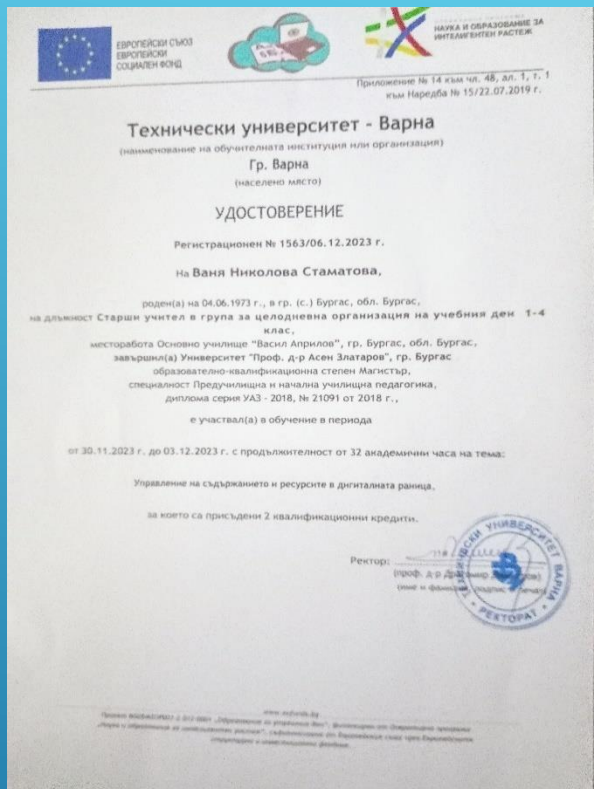 ЕВРОПЕЙСКИ СЪЮЗ
ЕВРОПЕЙСКИ
СОЦИАЛЕН ФОНД
НАУКА И ОБРАЗОВАНИЕ ЗА
ИНТЕЛИГЕНТЕН РАСТЕЖ
Приложение № 14 към чл. 48, ал. 1, т. 1
към Наредба № 15/22.07.2019 г.
Технически университет - Варна
(наименование на обучителната институция или организация)
Гр. Варна
(населено място)
УДОСТОВЕРЕНИЕ
Регистрационен № 1563/06.12.2023 г.
На Ваня Николова Стаматова,
роден(а) на 04.06.1973 г., в гр. (с.) Бургас, обл. Бургас,
на длъжност Старши учител в група за целодневна организация на учебния ден 1-4
клас,
месторабота Основно училище "Васил Априлов", гр. Бургас, обл. Бургас,
завършил(а) Университет "Проф. д-р Асен Златаров", гр. Бургас
образователно-квалификационна степен Магистър,
специалност Предучилищна и начална училищна педагогика,
диплома серия УАЗ - 2018, № 21091 от 2018 г.,
е участвал(а) в обучение в периода
от 30.11.2023 г. до 03.12.2023 г. с продължителност от 32 академични часа на тема:
Управление на съдържанието и ресурсите в дигиталната раница,
за което са присъдени 2 квалификационни кредити.
Ректор:
(проф. д-р
ТЕХНИЧЕСКИ УНИВЕРСИТЕТ ВАРНА
РЕКТОРАТ